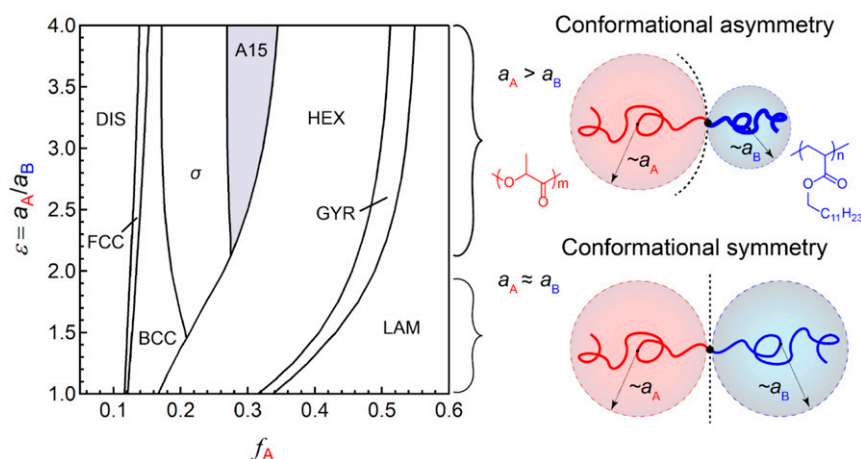 4.0
3.5
3.0
2.5
2.0
1.5
1.0
ε = aA/aB
0.1 0.2 0.3 0.4 0.5 0.6
fA
DIS
FCC
BCC
σ
A15
HEX
GYR
LAM
Conformational asymmetry
aA > aB
~aA
~aB
O
O
m
n
O
O
C11H23
Conformational symmetry
aA ≈ aB
~aA
~aB